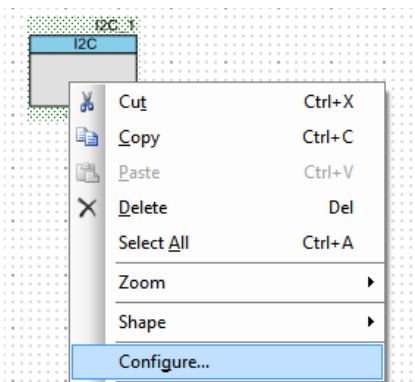 I2C_1
I2C
Cut Ctrl+X
Copy Ctrl+C
Paste Ctrl+V
Delete Del
Select All Ctrl+A
Zoom
Shape
Configure...